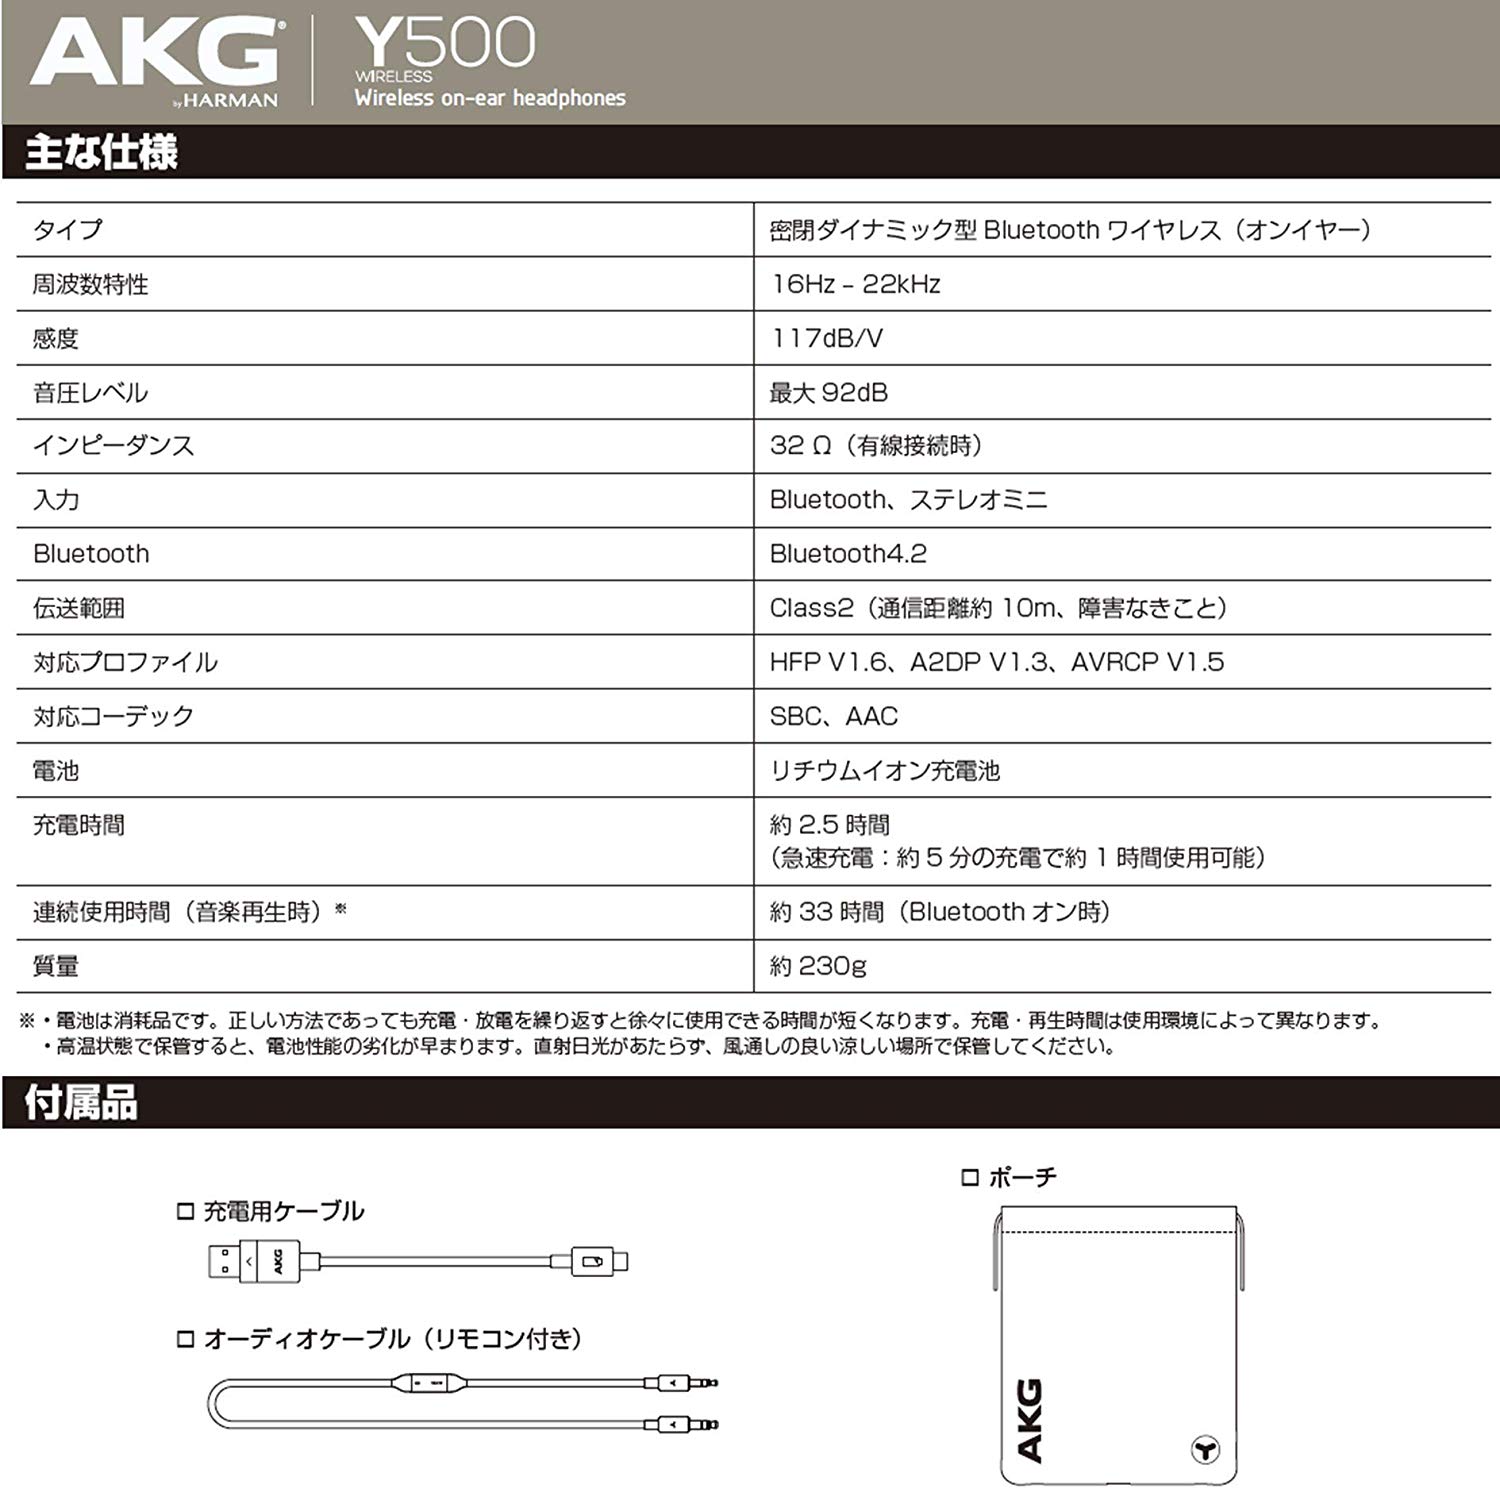 AKG®
by HARMAN
Y500
WIRELESS
Wireless on-ear headphones
主な仕様
タイプ 密閉ダイナミック型 Bluetooth ワイヤレス（オンイヤー）
周波数特性 16Hz – 22kHz
感度 117dB/V
音圧レベル 最大 92dB
インピーダンス 32 Ω（有線接続時）
入力 Bluetooth、ステレオミニ
Bluetooth Bluetooth4.2
伝送範囲 Class2（通信距離約 10m、障害なきこと）
対応プロファイル HFP V1.6、A2DP V1.3、AVRCP V1.5
対応コーデック SBC、AAC
電池 リチウムイオン充電池
充電時間 約 2.5 時間
（急速充電：約 5 分の充電で約 1 時間使用可能）
連続使用時間（音楽再生時）※ 約 33 時間（Bluetooth オン時）
質量 約 230g
※・電池は消耗品です。正しい方法であっても充電・放電を繰り返すと徐々に使用できる時間が短くなります。充電・再生時間は使用環境によって異なります。
・高温状態で保管すると、電池性能の劣化が早まります。直射日光があたらず、風通しの良い涼しい場所で保管してください。
付属品
□ 充電用ケーブル
AKG
□ オーディオケーブル（リモコン付き）
□ ポーチ
AKG